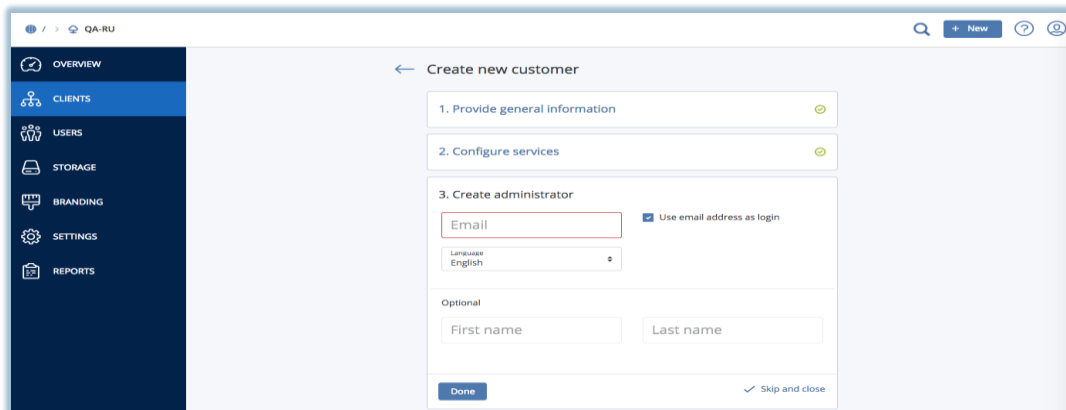 / > QA-RU
+ New
OVERVIEW
CLIENTS
USERS
STORAGE
BRANDING
SETTINGS
REPORTS
Create new customer
1. Provide general information
2. Configure services
3. Create administrator
Email
Use email address as login
Language
English
Optional
First name
Last name
Done
Skip and close